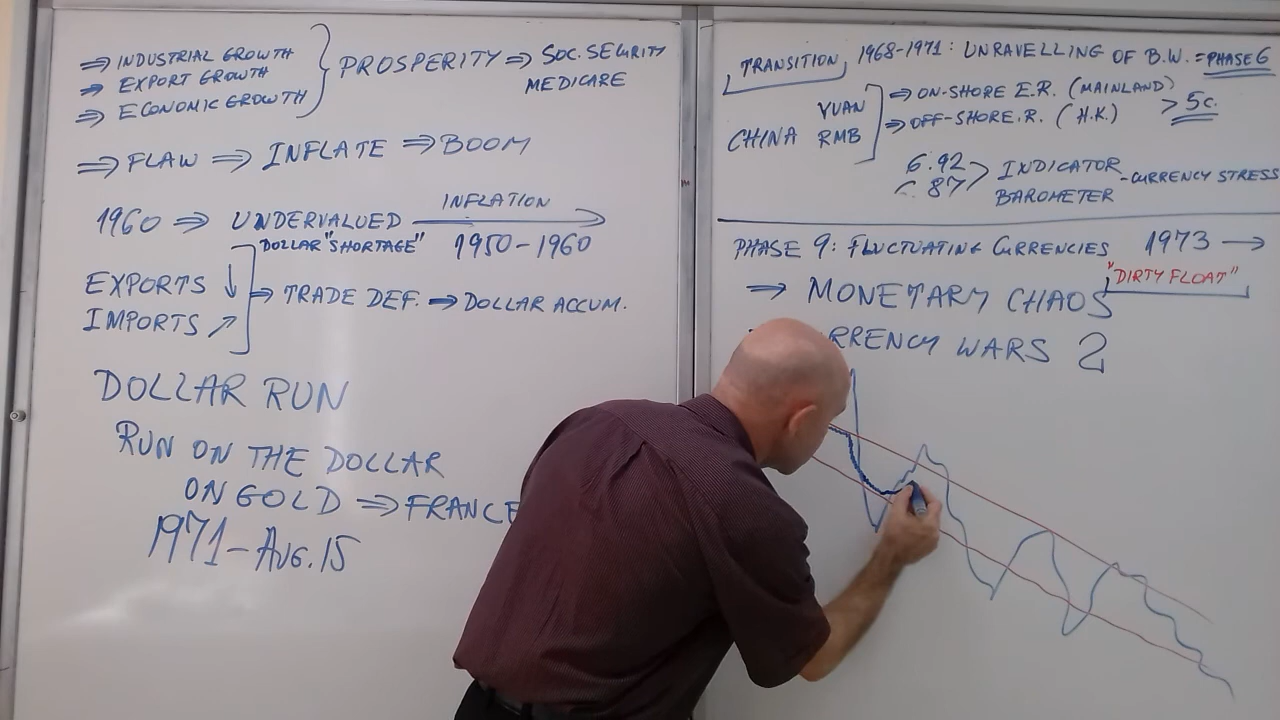 ⇒ INDUSTRIAL GROWTH
⇒ EXPORT GROWTH
⇒ ECONOMIC GROWTH
} PROSPERITY ⇒ SOC. SECURITY
MEDICARE
⇒ FLAW ⇒ INFLATE ⇒ BOOM
1960 ⇒ UNDERVALUED
INFLATION
1950-1960
DOLLAR "SHORTAGE"
EXPORTS ↓
IMPORTS ↗
⇒ TRADE DEF. ⇒ DOLLAR ACCUM.
DOLLAR RUN
RUN ON THE DOLLAR
ON GOLD ⇒ FRANCE
1971-AUG.15
TRANSITION, 1968-1971: UNRAVELLING OF B.W. = PHASE 6
CHINA YUAN RMB
⇒ ON-SHORE E.R. (MAINLAND)
⇒ OFF-SHORE.R. (H.K.)
> 5c.
6.92
87
> INDICATOR
BAROMETER
-CURRENCY STRESS
PHASE 9: FLUCTUATING CURRENCIES 1973 →
"DIRTY FLOAT"
⇒ MONETARY CHAOS
WARS 2